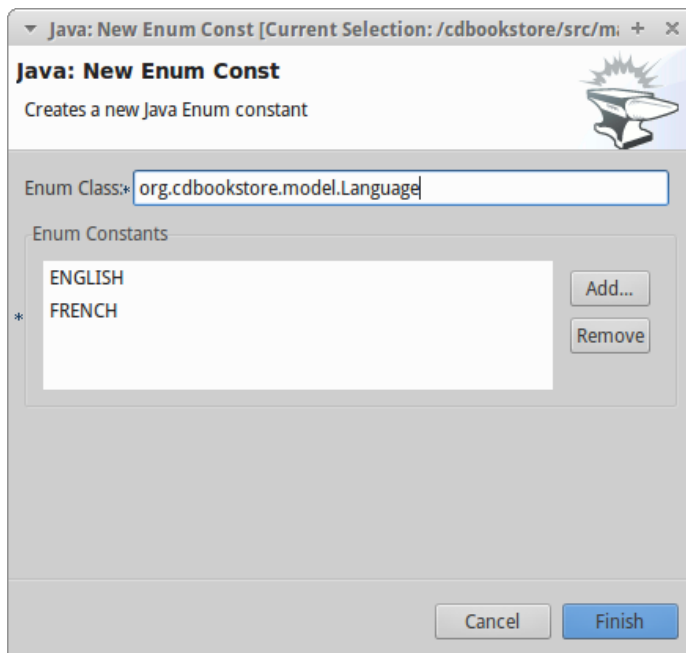 Java: New Enum Const [Current Selection: /cdbookstore/src/
Java: New Enum Const
Creates a new Java Enum constant
Enum Class:* org.cdbookstore.model.Language
Enum Constants
ENGLISH
FRENCH
*
Add...
Remove
Cancel
Finish